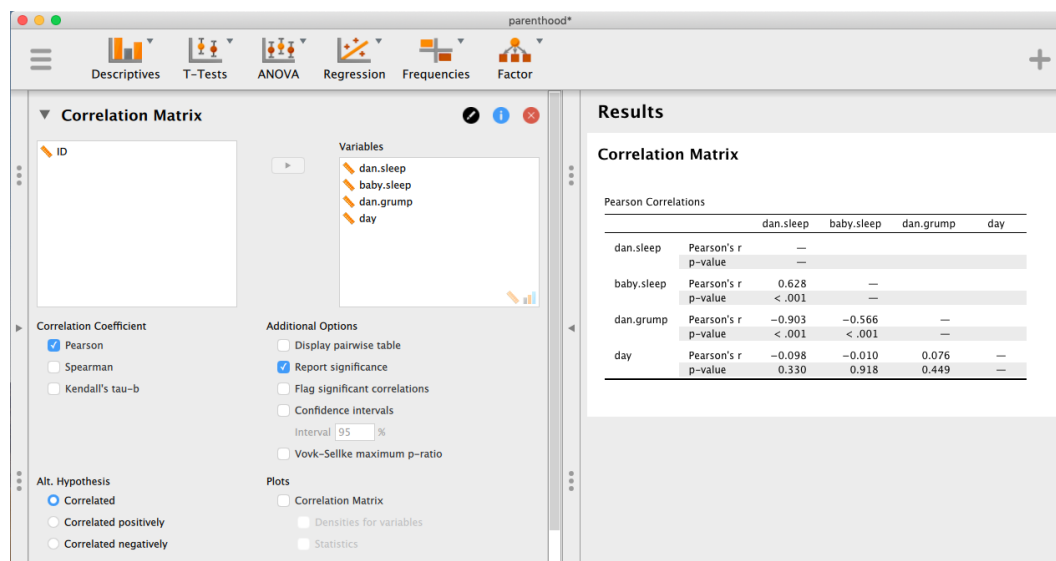 parenthood*
Descriptives T-Tests ANOVA Regression Frequencies Factor
Correlation Matrix
ID
Variables
dan.sleep
baby.sleep
dan.grump
day
Correlation Coefficient
Pearson
Spearman
Kendall's tau-b
Additional Options
Display pairwise table
Report significance
Flag significant correlations
Confidence intervals
Interval 95 %
Vovk-Sellke maximum p-ratio
Alt. Hypothesis
Correlated
Correlated positively
Correlated negatively
Plots
Correlation Matrix
Densities for variables
Statistics
Results
Correlation Matrix
Pearson Correlations
dan.sleep baby.sleep dan.grump day
dan.sleep Pearson's r —
p-value —
baby.sleep Pearson's r 0.628 —
p-value < .001 —
dan.grump Pearson's r −0.903 −0.566 —
p-value < .001 < .001 —
day Pearson's r −0.098 −0.010 0.076 —
p-value 0.330 0.918 0.449 —